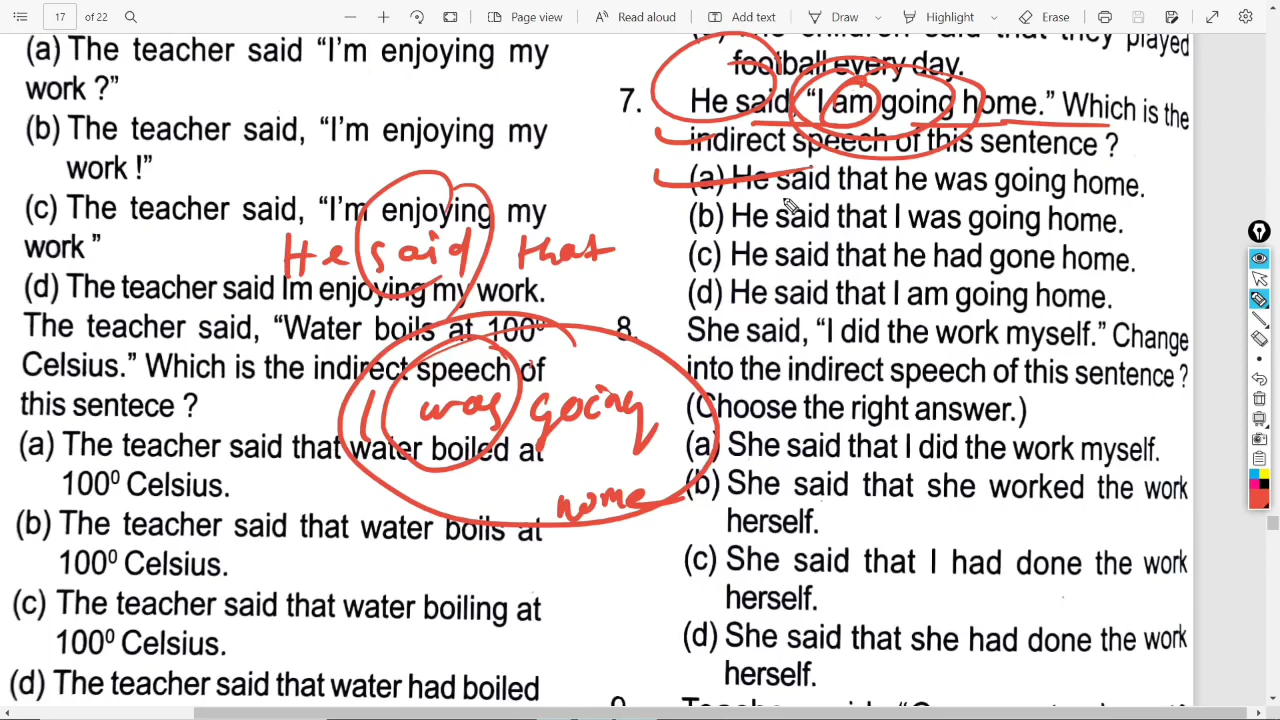 17 of 22
Page view
Read aloud
Add text
Draw
Highlight
Erase
(a) The teacher said “I’m enjoying my
work ?”
(b) The teacher said, “I’m enjoying my
work !”
(c) The teacher said, “I’m enjoying my
work ”
(d) The teacher said Im enjoying my work.
The teacher said, “Water boils at 100⁰
Celsius.” Which is the indirect speech of
this sentece ?
(a) The teacher said that water boiled at
100⁰ Celsius.
(b) The teacher said that water boils at
100⁰ Celsius.
(c) The teacher said that water boiling at
100⁰ Celsius.
(d) The teacher said that water had boiled
He said that
I was going
home
children said that they played
football every day.
7. He said, “I am going home.” Which is the
indirect speech of this sentence ?
(a) He said that he was going home.
(b) He said that I was going home.
(c) He said that he had gone home.
(d) He said that I am going home.
8. She said, “I did the work myself.” Change
into the indirect speech of this sentence ?
(Choose the right answer.)
(a) She said that I did the work myself.
(b) She said that she worked the work
herself.
(c) She said that I had done the work
herself.
(d) She said that she had done the work
herself.